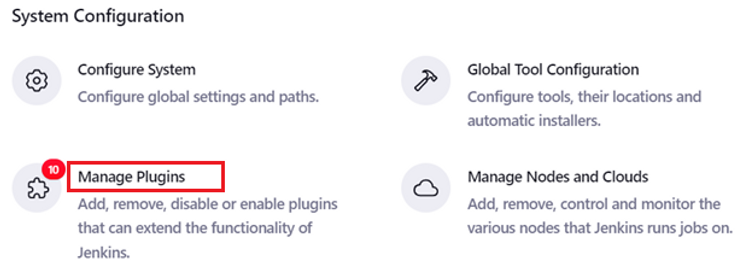 System Configuration
Configure System
Configure global settings and paths.
Global Tool Configuration
Configure tools, their locations and
automatic installers.
10
Manage Plugins
Add, remove, disable or enable plugins
that can extend the functionality of
Jenkins.
Manage Nodes and Clouds
Add, remove, control and monitor the
various nodes that Jenkins runs jobs on.